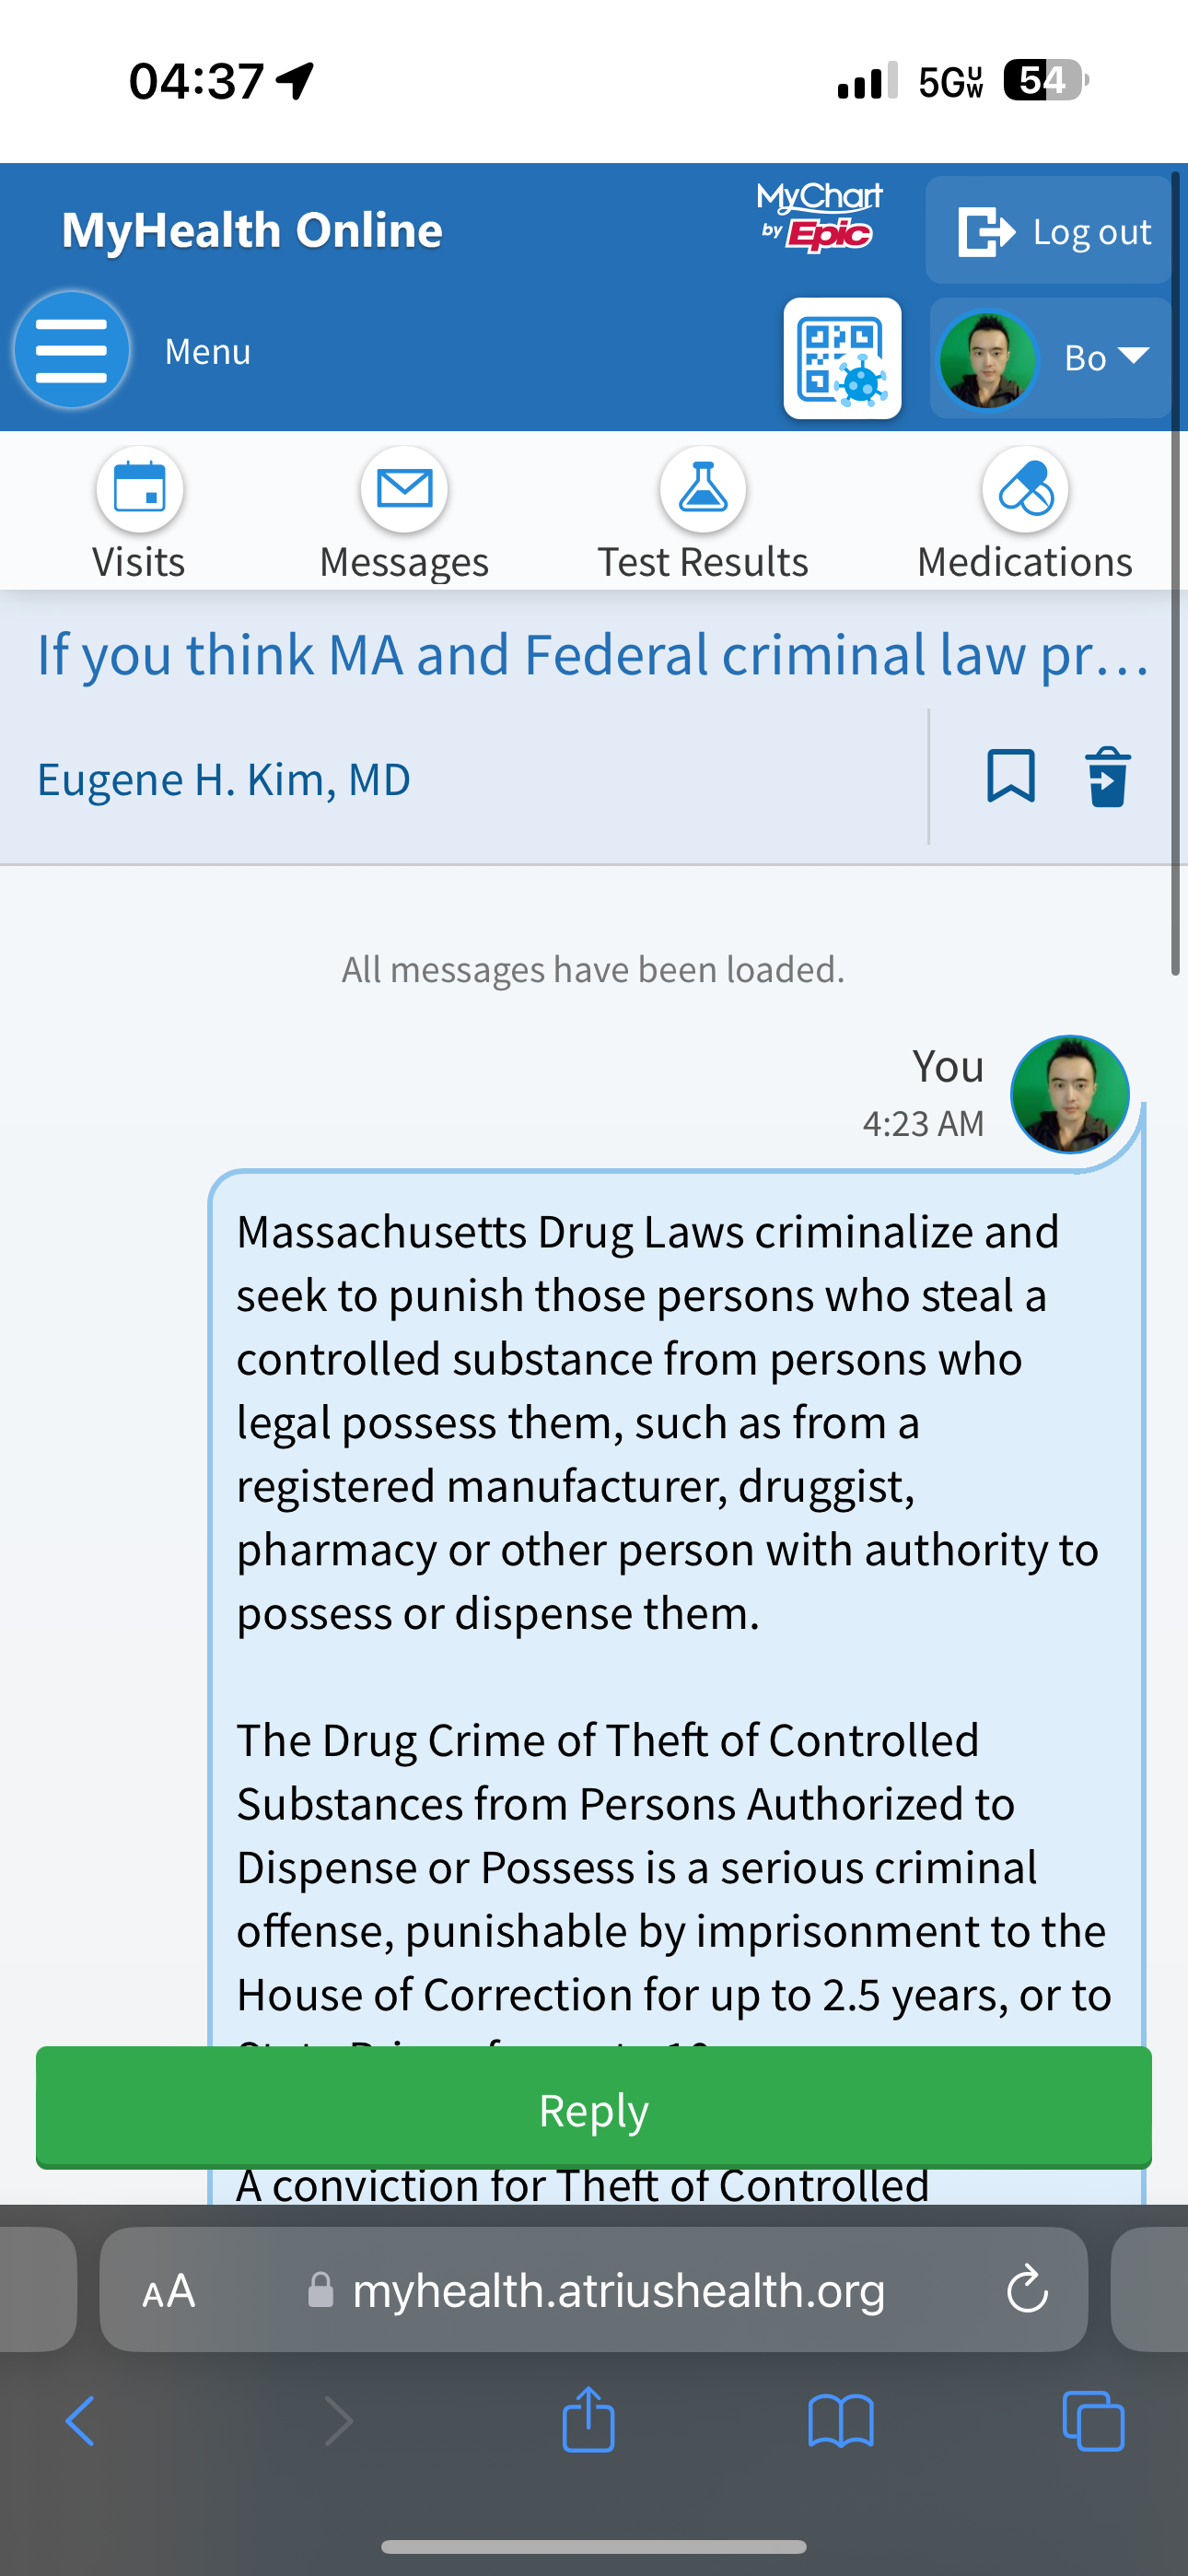 04:37
5G UW 54
MyHealth Online
MyChart
by Epic
Log out
Menu
Bo
Visits Messages Test Results Medications
If you think MA and Federal criminal law pr...
Eugene H. Kim, MD
All messages have been loaded.
You
4:23 AM
Massachusetts Drug Laws criminalize and
seek to punish those persons who steal a
controlled substance from persons who
legal possess them, such as from a
registered manufacturer, druggist,
pharmacy or other person with authority to
possess or dispense them.
The Drug Crime of Theft of Controlled
Substances from Persons Authorized to
Dispense or Possess is a serious criminal
offense, punishable by imprisonment to the
House of Correction for up to 2.5 years, or to
Reply
A conviction for Theft of Controlled
AA myhealth.atriushealth.org